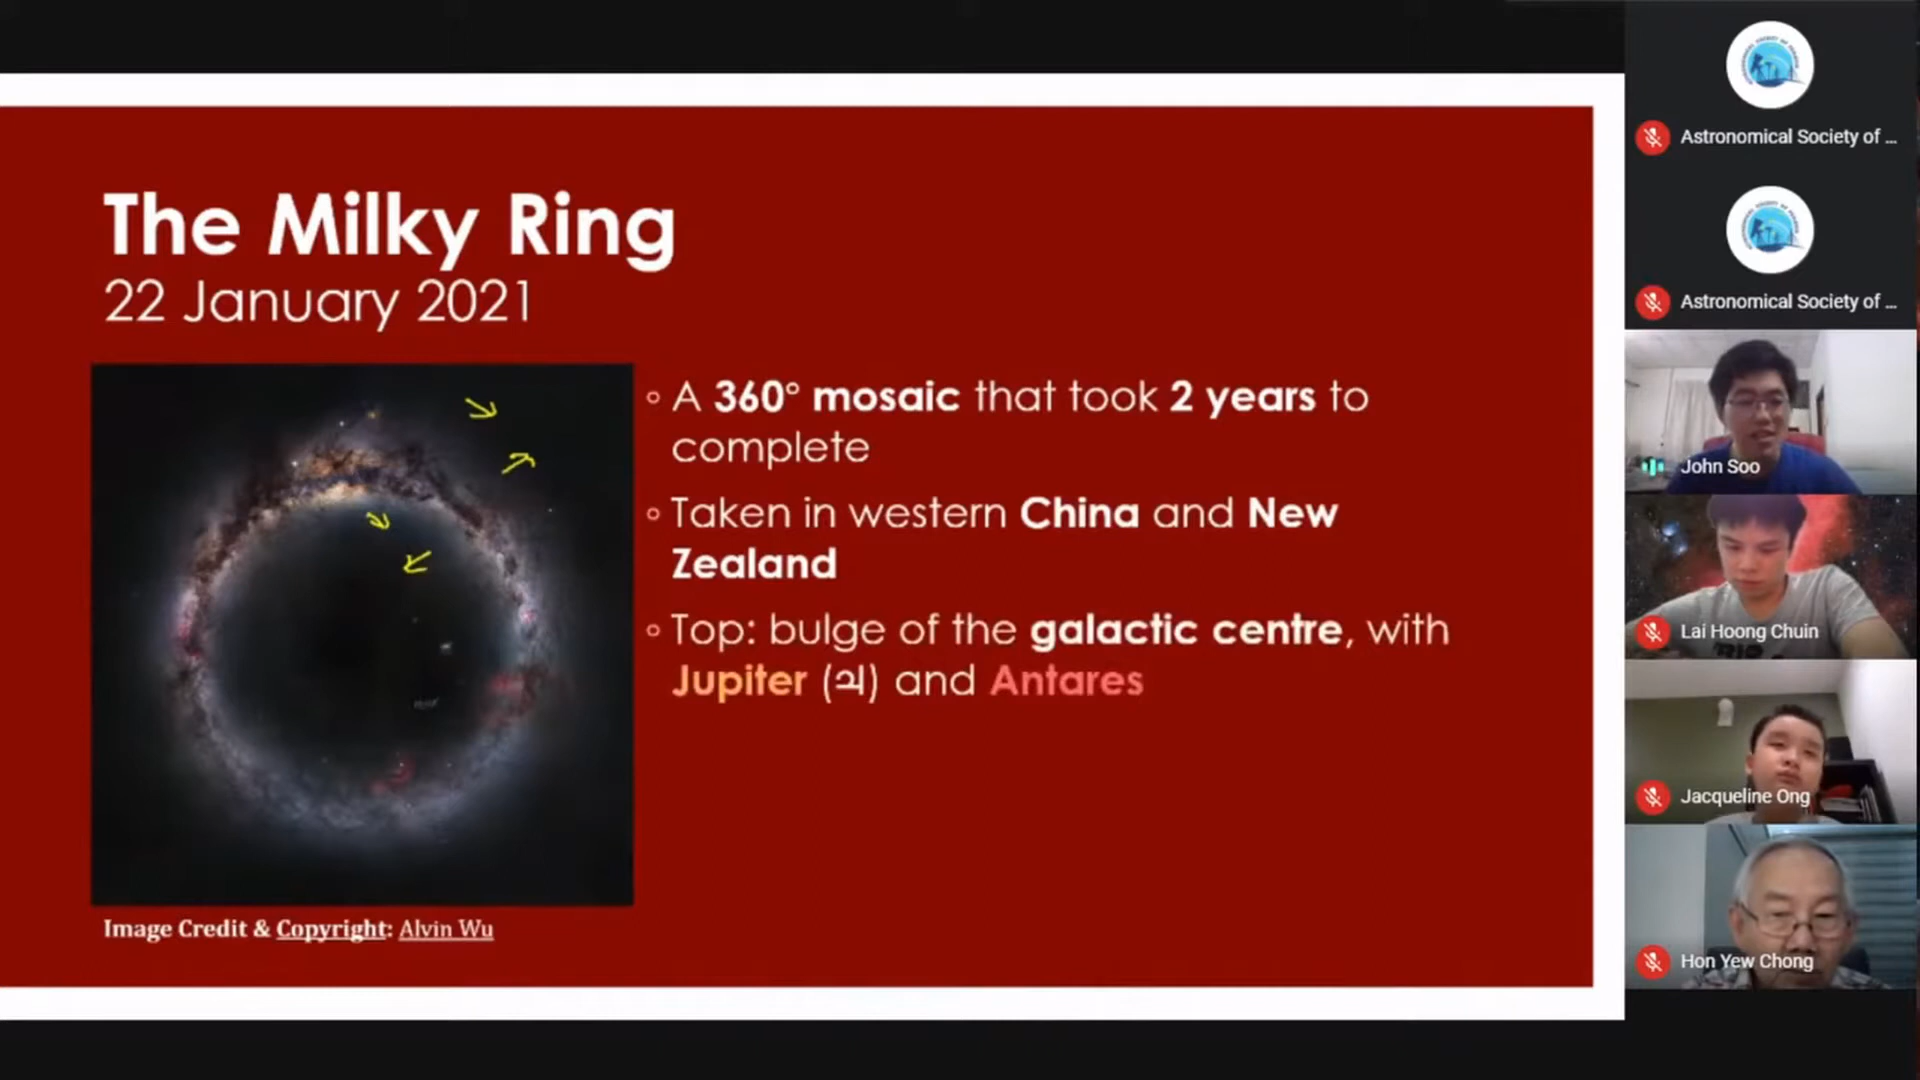 The Milky Ring
22 January 2021
◦ A 360° mosaic that took 2 years to
complete
◦ Taken in western China and New
Zealand
◦ Top: bulge of the galactic centre, with
Jupiter (♃) and Antares
Image Credit & Copyright: Alvin Wu
Astronomical Society of ...
Astronomical Society of ...
John Soo
Lai Hoong Chuin
Jacqueline Ong
Hon Yew Chong